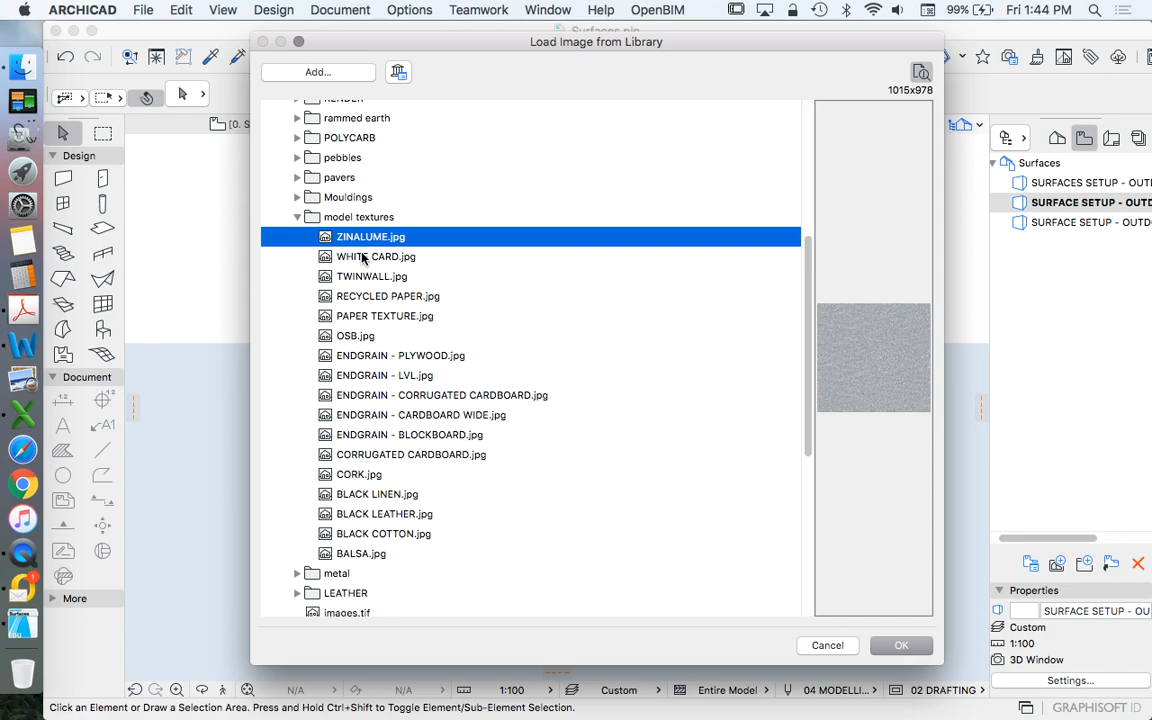 ARCHICAD File Edit View Design Document Options Teamwork Window Help OpenBIM 99% Fri 1:44 PM
Surfaces.pln
Load Image from Library
Add...
1015x978
[0. S
RENDER
rammed earth
POLYCARB
pebbles
pavers
Mouldings
model textures
ZINALUME.jpg
WHITE CARD.jpg
TWINWALL.jpg
RECYCLED PAPER.jpg
PAPER TEXTURE.jpg
OSB.jpg
ENDGRAIN - PLYWOOD.jpg
ENDGRAIN - LVL.jpg
ENDGRAIN - CORRUGATED CARDBOARD.jpg
ENDGRAIN - CARDBOARD WIDE.jpg
ENDGRAIN - BLOCKBOARD.jpg
CORRUGATED CARDBOARD.jpg
CORK.jpg
BLACK LINEN.jpg
BLACK LEATHER.jpg
BLACK COTTON.jpg
BALSA.jpg
metal
LEATHER
images.tif
Cancel
OK
Design
Document
More
Surfaces
SURFACES SETUP - OUT
SURFACE SETUP - OUTD
SURFACE SETUP - OUTD
Properties
SURFACE SETUP - OU
Custom
1:100
3D Window
Settings...
N/A N/A 1:100 Custom Entire Model 04 MODELLI... 02 DRAFTING
Click an Element or Draw a Selection Area. Press and Hold Ctrl+Shift to Toggle Element/Sub-Element Selection.
GRAPHISOFT ID